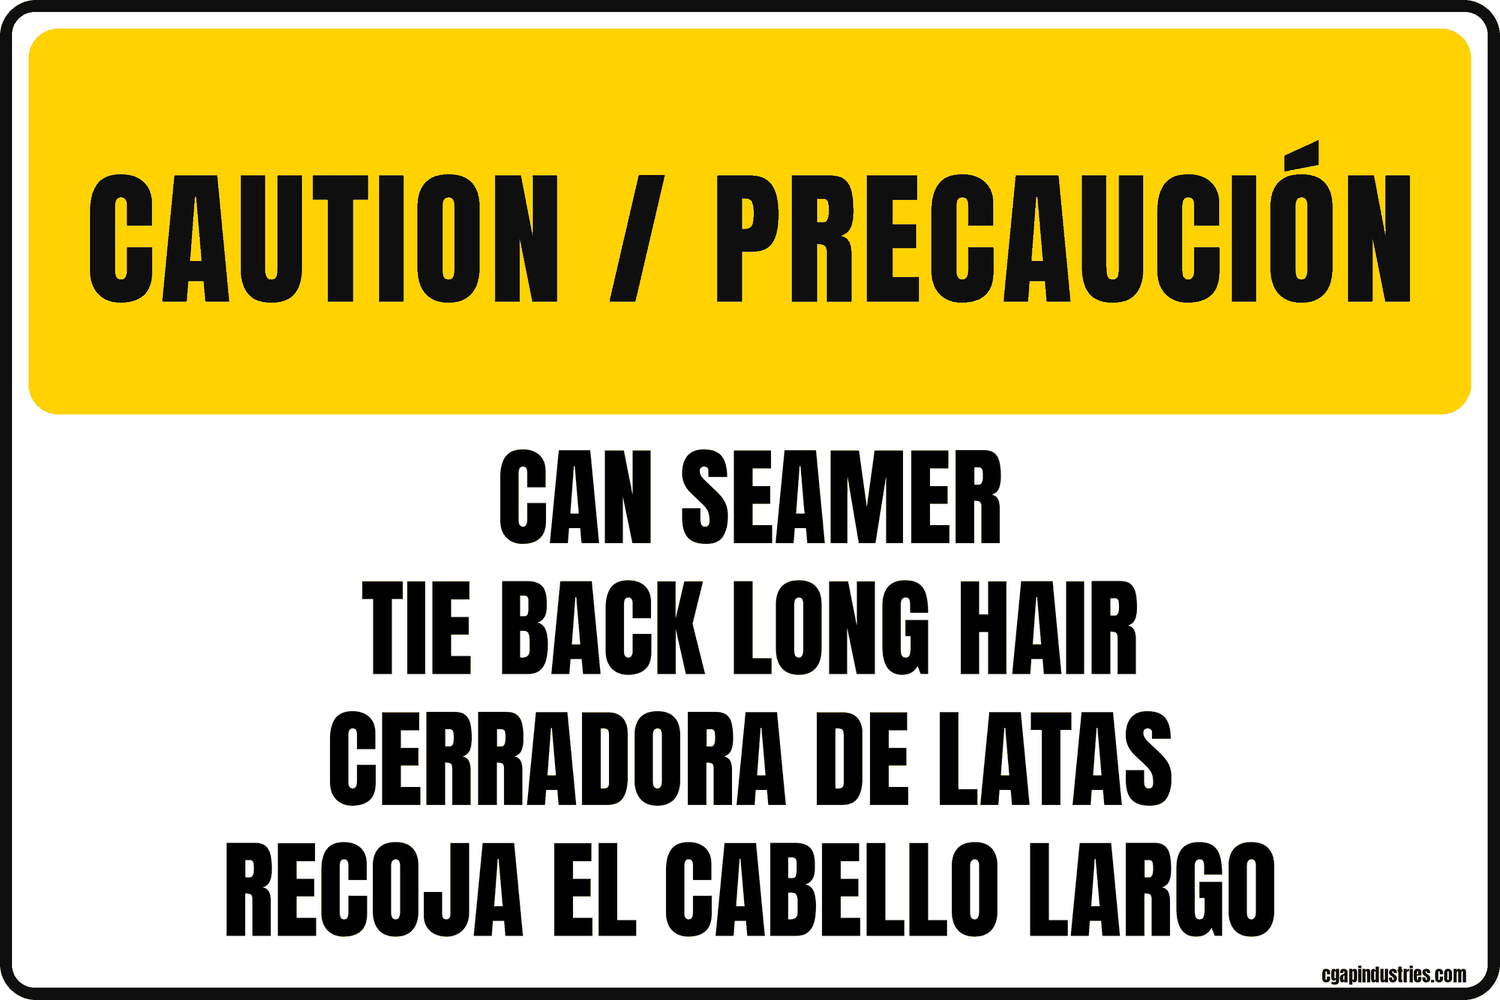 CAUTION / PRECAUCIÓN
CAN SEAMER
TIE BACK LONG HAIR
CERRADORA DE LATAS
RECOJA EL CABELLO LARGO
cgapindustries.com